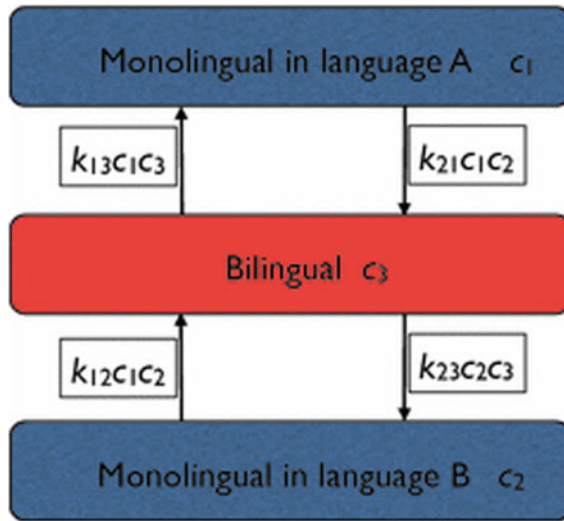 Monolingual in language A c₁
k₁₃c₁c₃ k₂₁c₁c₂
Bilingual c₃
k₁₂c₁c₂ k₂₃c₂c₃
Monolingual in language B c₂